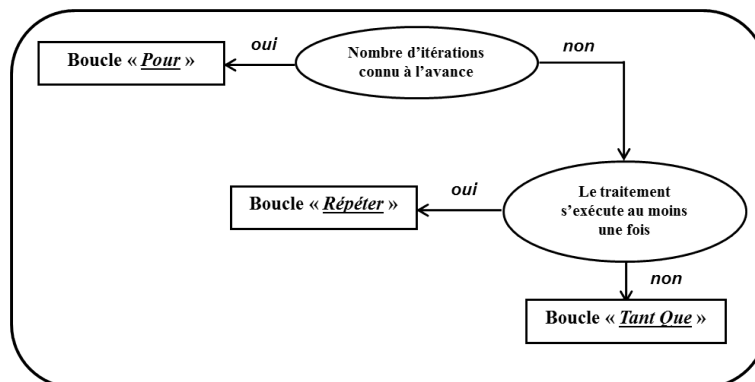 oui
Nombre d'itérations
connu à l'avance
non
Boucle « Pour »
Le traitement
s'exécute au moins
une fois
oui
Boucle « Répéter »
non
Boucle « Tant Que »